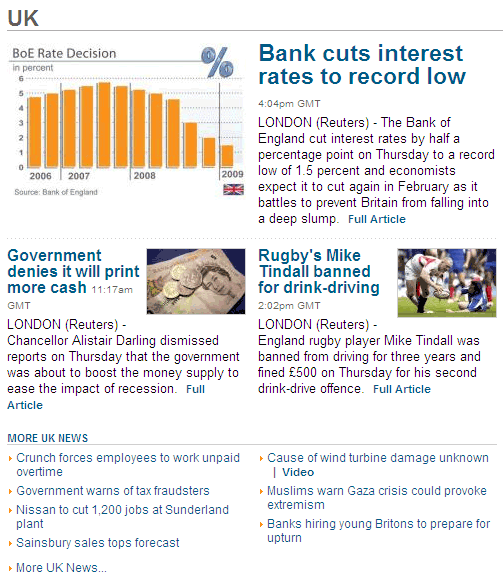 UK
BoE Rate Decision
%
in percent
6
5
4
3
2
1
0
2006 2007 2008 2009
Source: Bank of England
Bank cuts interest
rates to record low
4:04pm GMT
LONDON (Reuters) - The Bank of
England cut interest rates by half a
percentage point on Thursday to a record
low of 1.5 percent and economists
expect it to cut again in February as it
battles to prevent Britain from falling into
a deep slump. Full Article
Government
denies it will print
more cash 11:17am
GMT
LONDON (Reuters) -
Chancellor Alistair Darling dismissed
reports on Thursday that the government
was about to boost the money supply to
ease the impact of recession. Full
Article
Rugby's Mike
Tindall banned
for drink-driving
2:02pm GMT
LONDON (Reuters) -
England rugby player Mike Tindall was
banned from driving for three years and
fined £500 on Thursday for his second
drink-drive offence. Full Article
MORE UK NEWS
Crunch forces employees to work unpaid
overtime
Government warns of tax fraudsters
Nissan to cut 1,200 jobs at Sunderland
plant
Sainsbury sales tops forecast
More UK News...
Cause of wind turbine damage unknown
| Video
Muslims warn Gaza crisis could provoke
extremism
Banks hiring young Britons to prepare for
upturn